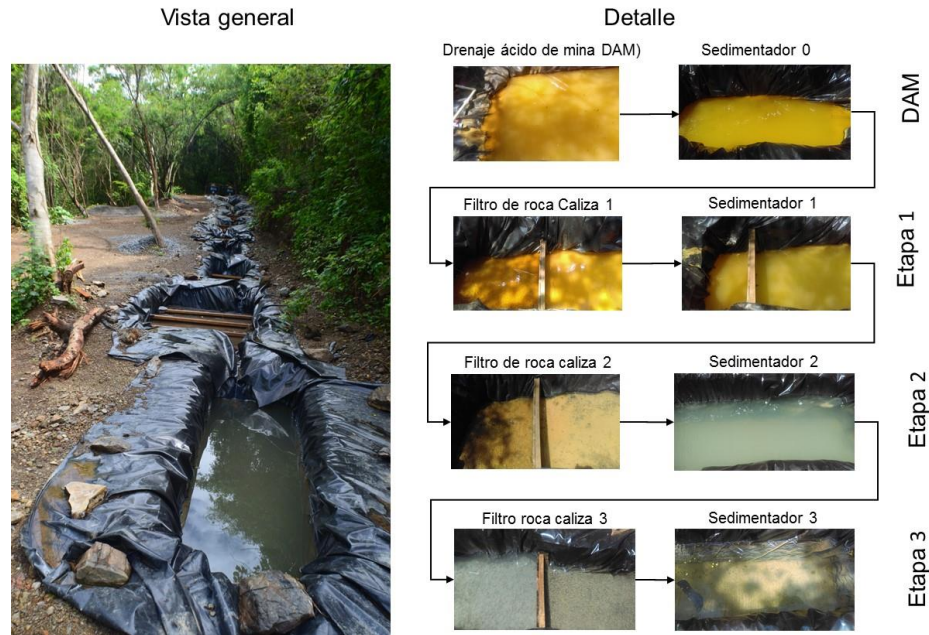 Vista general
Detalle
Drenaje ácido de mina DAM)
Sedimentador 0
DAM
Filtro de roca Caliza 1
Sedimentador 1
Etapa 1
Filtro de roca caliza 2
Sedimentador 2
Etapa 2
Filtro roca caliza 3
Sedimentador 3
Etapa 3